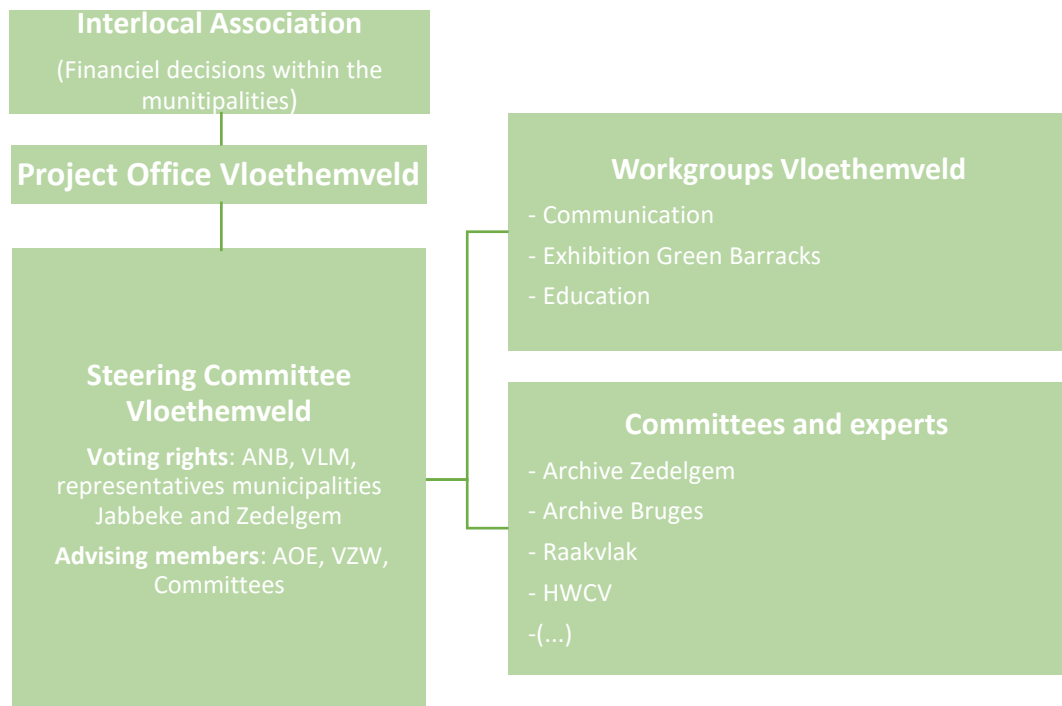 Interlocal Association
(Financiel decisions within the
munitipalities)
Project Office Vloethemveld
Steering Committee
Vloethemveld
Voting rights: ANB, VLM,
representatives municipalities
Jabbeke and Zedelgem
Advising members: AOE, VZW,
Committees
Workgroups Vloethemveld
- Communication
- Exhibition Green Barracks
- Education
Committees and experts
- Archive Zedelgem
- Archive Bruges
- Raakvlak
- HWCV
-(...)